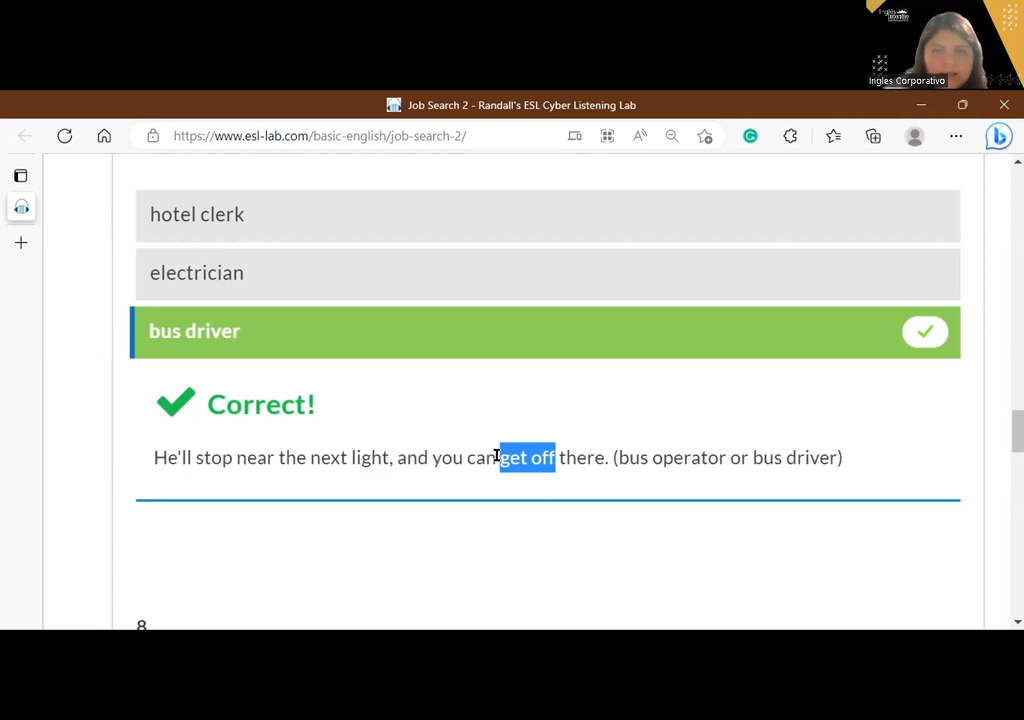 Inglés
Corporativo
Ingles Corporativo
Job Search 2 - Randall's ESL Cyber Listening Lab
https://www.esl-lab.com/basic-english/job-search-2/
hotel clerk
electrician
bus driver
Correct!
He'll stop near the next light, and you can get off there. (bus operator or bus driver)
8